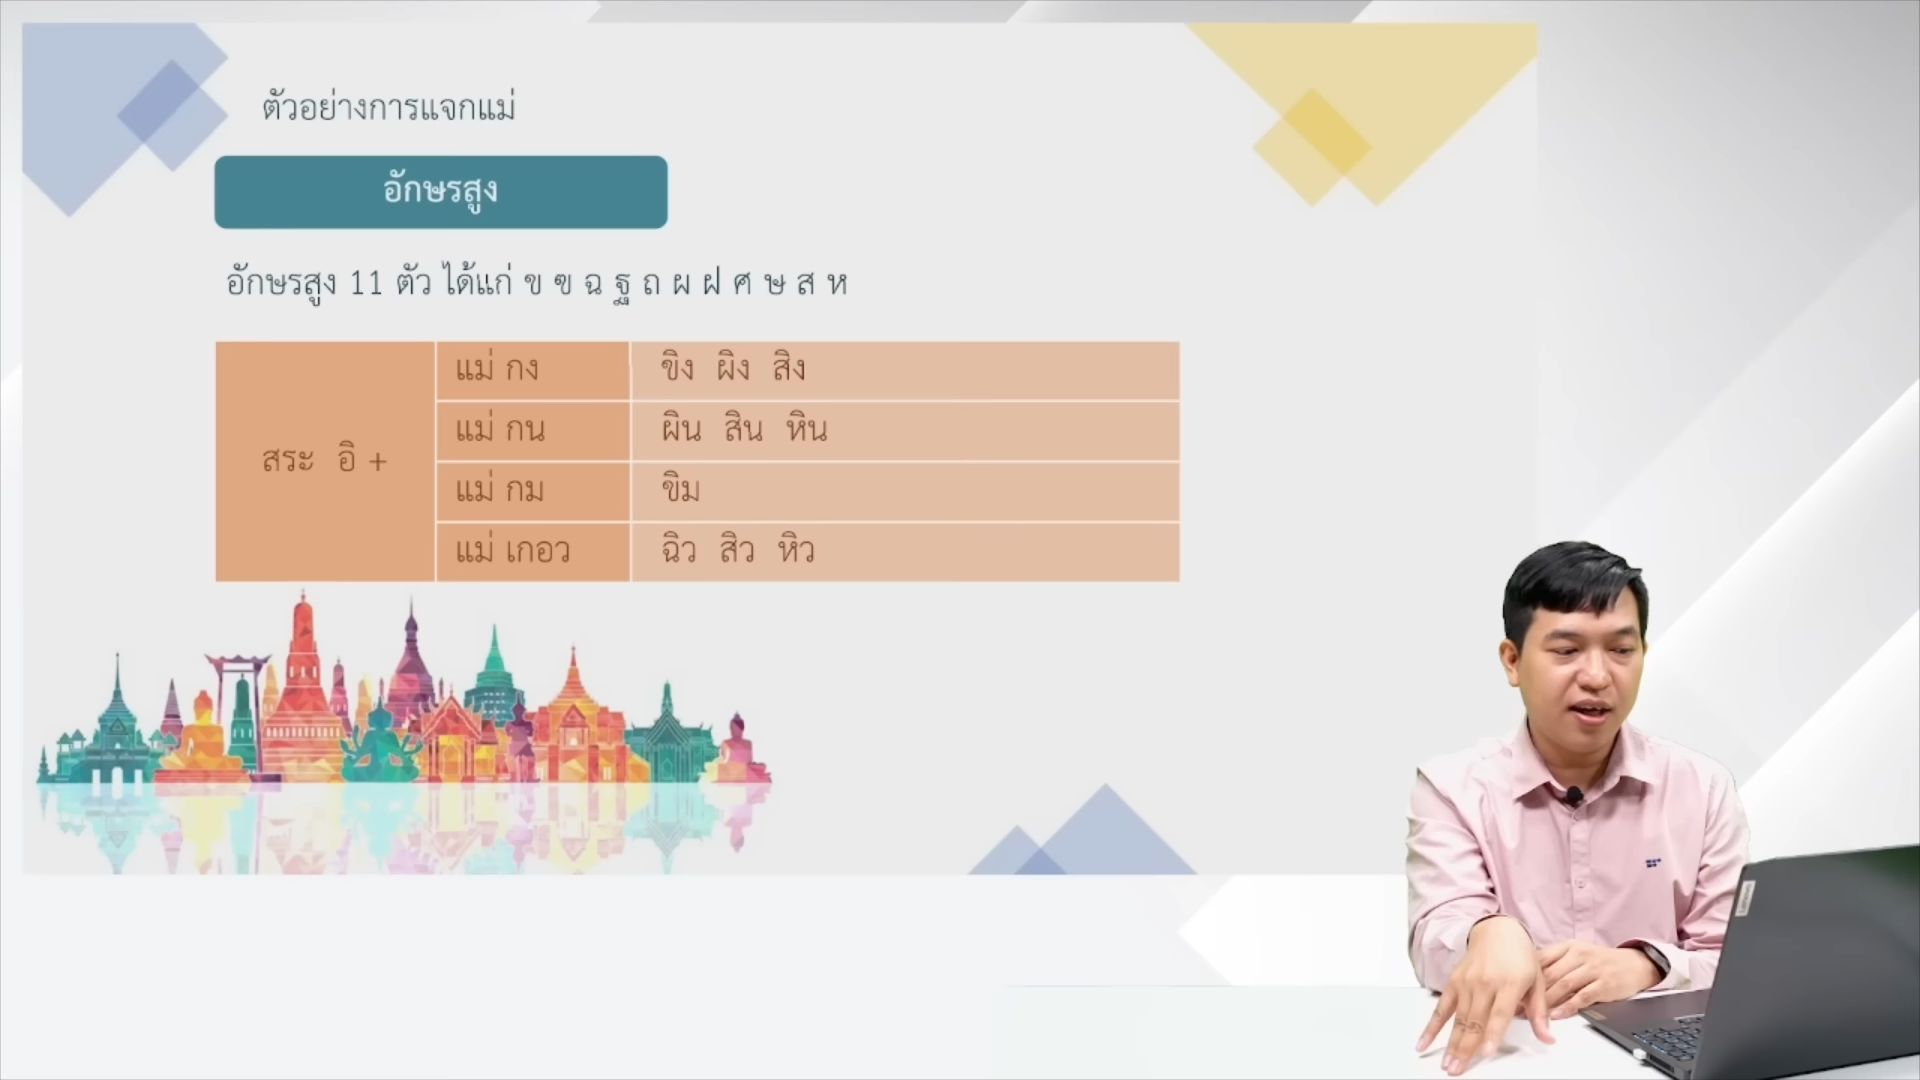 ตัวอย่างการแจกแม่
อักษรสูง
อักษรสูง 11 ตัว ได้แก่ ข ฃ ฉ ฐ ถ ผ ฝ ศ ษ ส ห
สระ อิ +
แม่ กง ขิง ผิง สิง
แม่ กน ผิน สิน หิน
แม่ กม ขิม
แม่ เกอว ฉิว สิว หิว